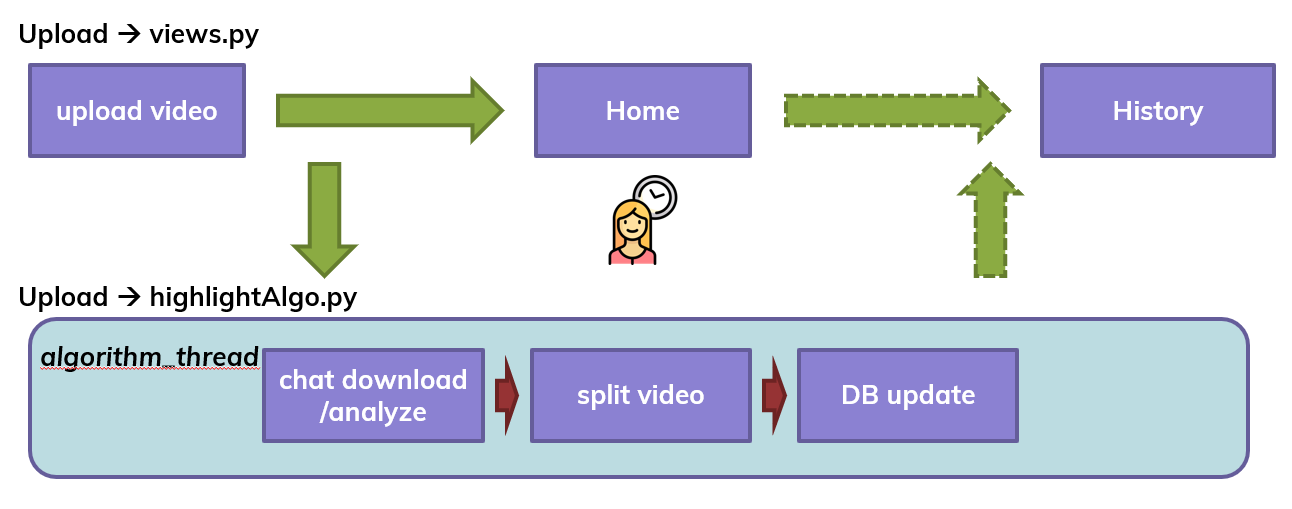 Upload → views.py
upload video
Home
History
Upload → highlightAlgo.py
algorithm_thread
chat download
/analyze
split video
DB update